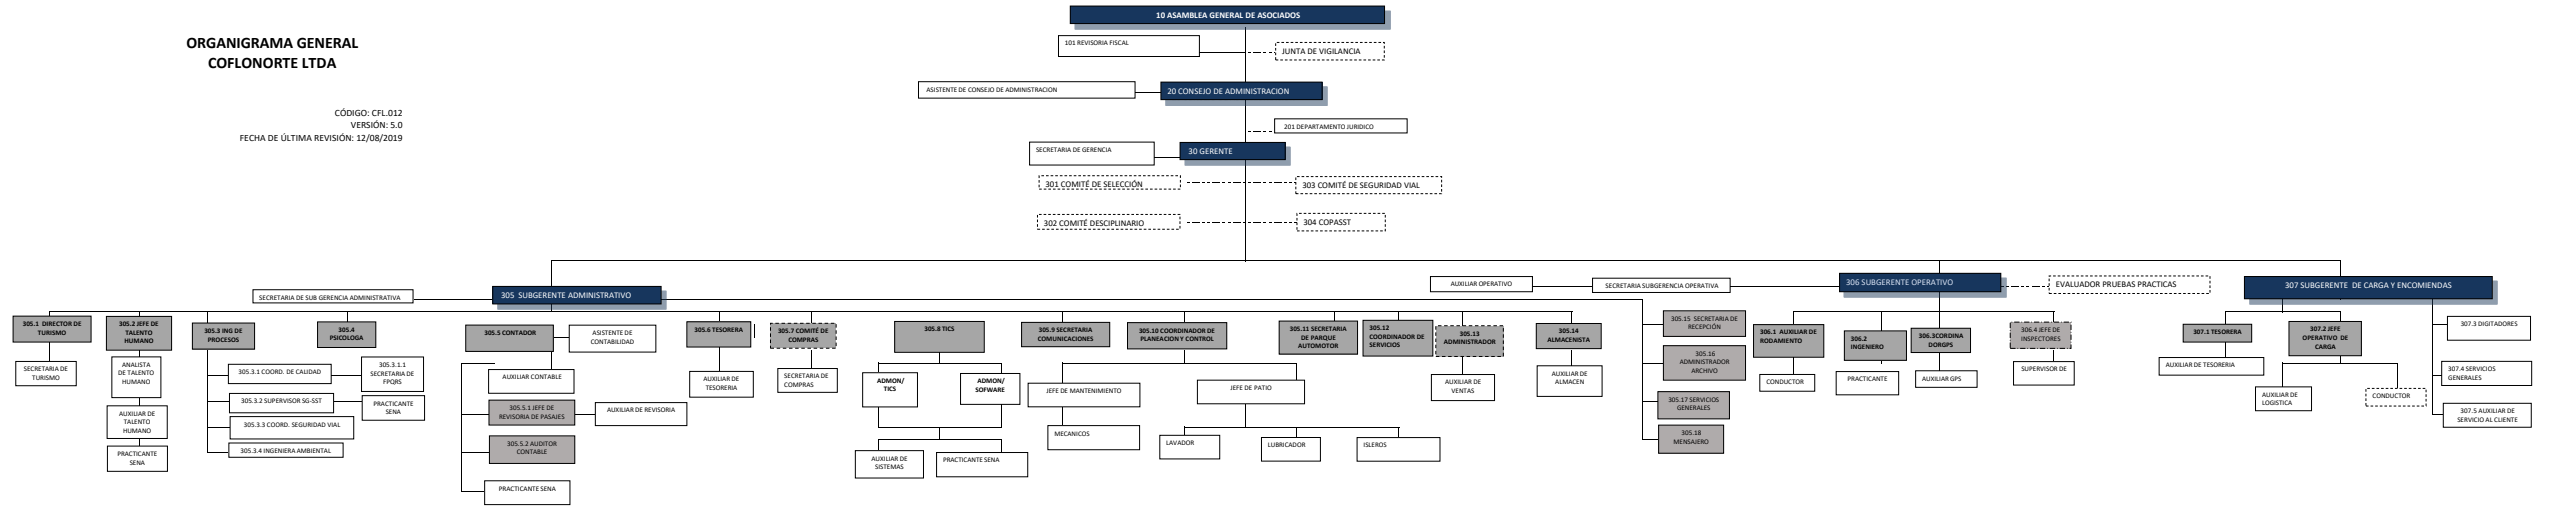 10 ASAMBLEA GENERAL DE ASOCIADOS
ORGANIGRAMA GENERAL
COFLONORTE LTDA
101 REVISORIA FISCAL
JUNTA DE VIGILANCIA
ASISTENTE DE CONSEJO DE ADMINISTRACION
20 CONSEJO DE ADMINISTRACION
CÓDIGO: CFL.012
VERSIÓN: 5.0
FECHA DE ÚLTIMA REVISIÓN: 12/08/2019
201 DEPARTAMENTO JURIDICO
SECRETARIA DE GERENCIA
30 GERENTE
301 COMITÉ DE SELECCIÓN
303 COMITÉ DE SEGURIDAD VIAL
302 COMITÉ DESCIPLINARIO
304 COPASST
SECRETARIA DE SUB GERENCIA ADMINISTRATIVA
305 SUBGERENTE ADMINISTRATIVO
AUXILIAR OPERATIVO
SECRETARIA SUBGERENCIA OPERATIVA
306 SUBGERENTE OPERATIVO
EVALUADOR PRUEBAS PRACTICAS
307 SUBGERENTE DE CARGA Y ENCOMIENDAS
305.1 DIRECTOR DE
TURISMO
SECRETARIA DE
TURISMO
305.2 JEFE DE
TALENTO
HUMANO
ANALISTA
DE TALENTO
HUMANO
AUXILIAR DE
TALENTO
HUMANO
PRACTICANTE
SENA
305.3 ING DE
PROCESOS
305.3.1 COORD. DE CALIDAD
305.3.1.1
SECRETARIA DE
FPQRS
305.3.2 SUPERVISOR SG-SST
PRACTICANTE
SENA
305.3.3 COORD. SEGURIDAD VIAL
305.3.4 INGENIERA AMBIENTAL
305.4
PSICOLOGA
305.5 CONTADOR
ASISTENTE DE
CONTABILIDAD
AUXILIAR CONTABLE
305.5.1 JEFE DE
REVISORIA DE PASAJES
AUXILIAR DE REVISORIA
305.5.2 AUDITOR
CONTABLE
PRACTICANTE SENA
305.6 TESORERA
AUXILIAR DE
TESORERIA
305.7 COMITÉ DE
COMPRAS
SECRETARIA DE
COMPRAS
305.8 TICS
ADMON/
TICS
ADMON/
SOFWARE
AUXILIAR DE
SISTEMAS
PRACTICANTE SENA
305.9 SECRETARIA
COMUNICACIONES
305.10 COORDINADOR DE
PLANEACION Y CONTROL
JEFE DE MANTENIMIENTO
MECANICOS
JEFE DE PATIO
LAVADOR
LUBRICADOR
ISLEROS
305.11 SECRETARIA
DE PARQUE
AUTOMOTOR
305.12
COORDINADOR DE
SERVICIOS
305.13
ADMINISTRADOR
AUXILIAR DE
VENTAS
305.14
ALMACENISTA
AUXILIAR DE
ALMACEN
305.15 SECRETARIA DE
RECEPCIÓN
305.16
ADMINISTRADOR
ARCHIVO
305.17 SERVICIOS
GENERALES
305.18
MENSAJERO
306.1 AUXILIAR DE
RODAMIENTO
CONDUCTOR
306.2
INGENIERO
PRACTICANTE
306.3CORDINA
DORGPS
AUXILIAR GPS
306.4 JEFE DE
INSPECTORES
SUPERVISOR DE
307.1 TESORERA
AUXILIAR DE TESORERIA
307.2 JEFE
OPERATIVO DE
CARGA
AUXILIAR DE
LOGISTICA
CONDUCTOR
307.3 DIGITADORES
307.4 SERVICIOS
GENERALES
307.5 AUXILIAR DE
SERVICIO AL CLIENTE